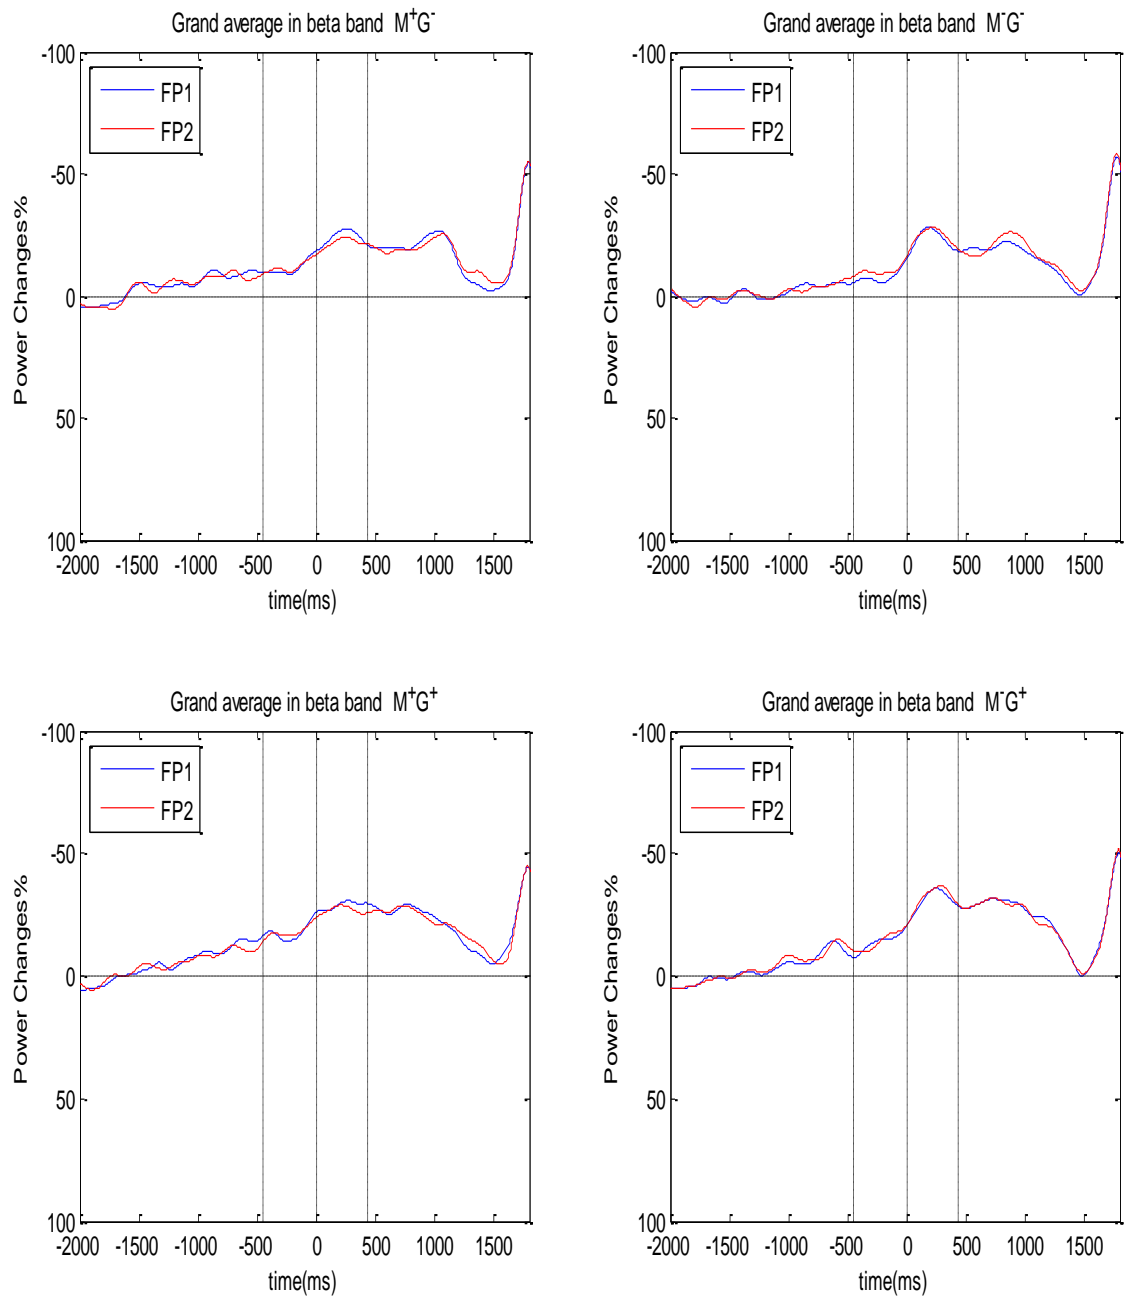 Grand average in beta band M⁺G⁻
-100
-50
0
50
100
Power Changes%
FP1
FP2
-2000 -1500 -1000 -500 0 500 1000 1500
time(ms)
Grand average in beta band M⁻G⁻
-100
-50
0
50
100
Power Changes%
FP1
FP2
-2000 -1500 -1000 -500 0 500 1000 1500
time(ms)
Grand average in beta band M⁺G⁺
-100
-50
0
50
100
Power Changes%
FP1
FP2
-2000 -1500 -1000 -500 0 500 1000 1500
time(ms)
Grand average in beta band M⁻G⁺
-100
-50
0
50
100
Power Changes%
FP1
FP2
-2000 -1500 -1000 -500 0 500 1000 1500
time(ms)